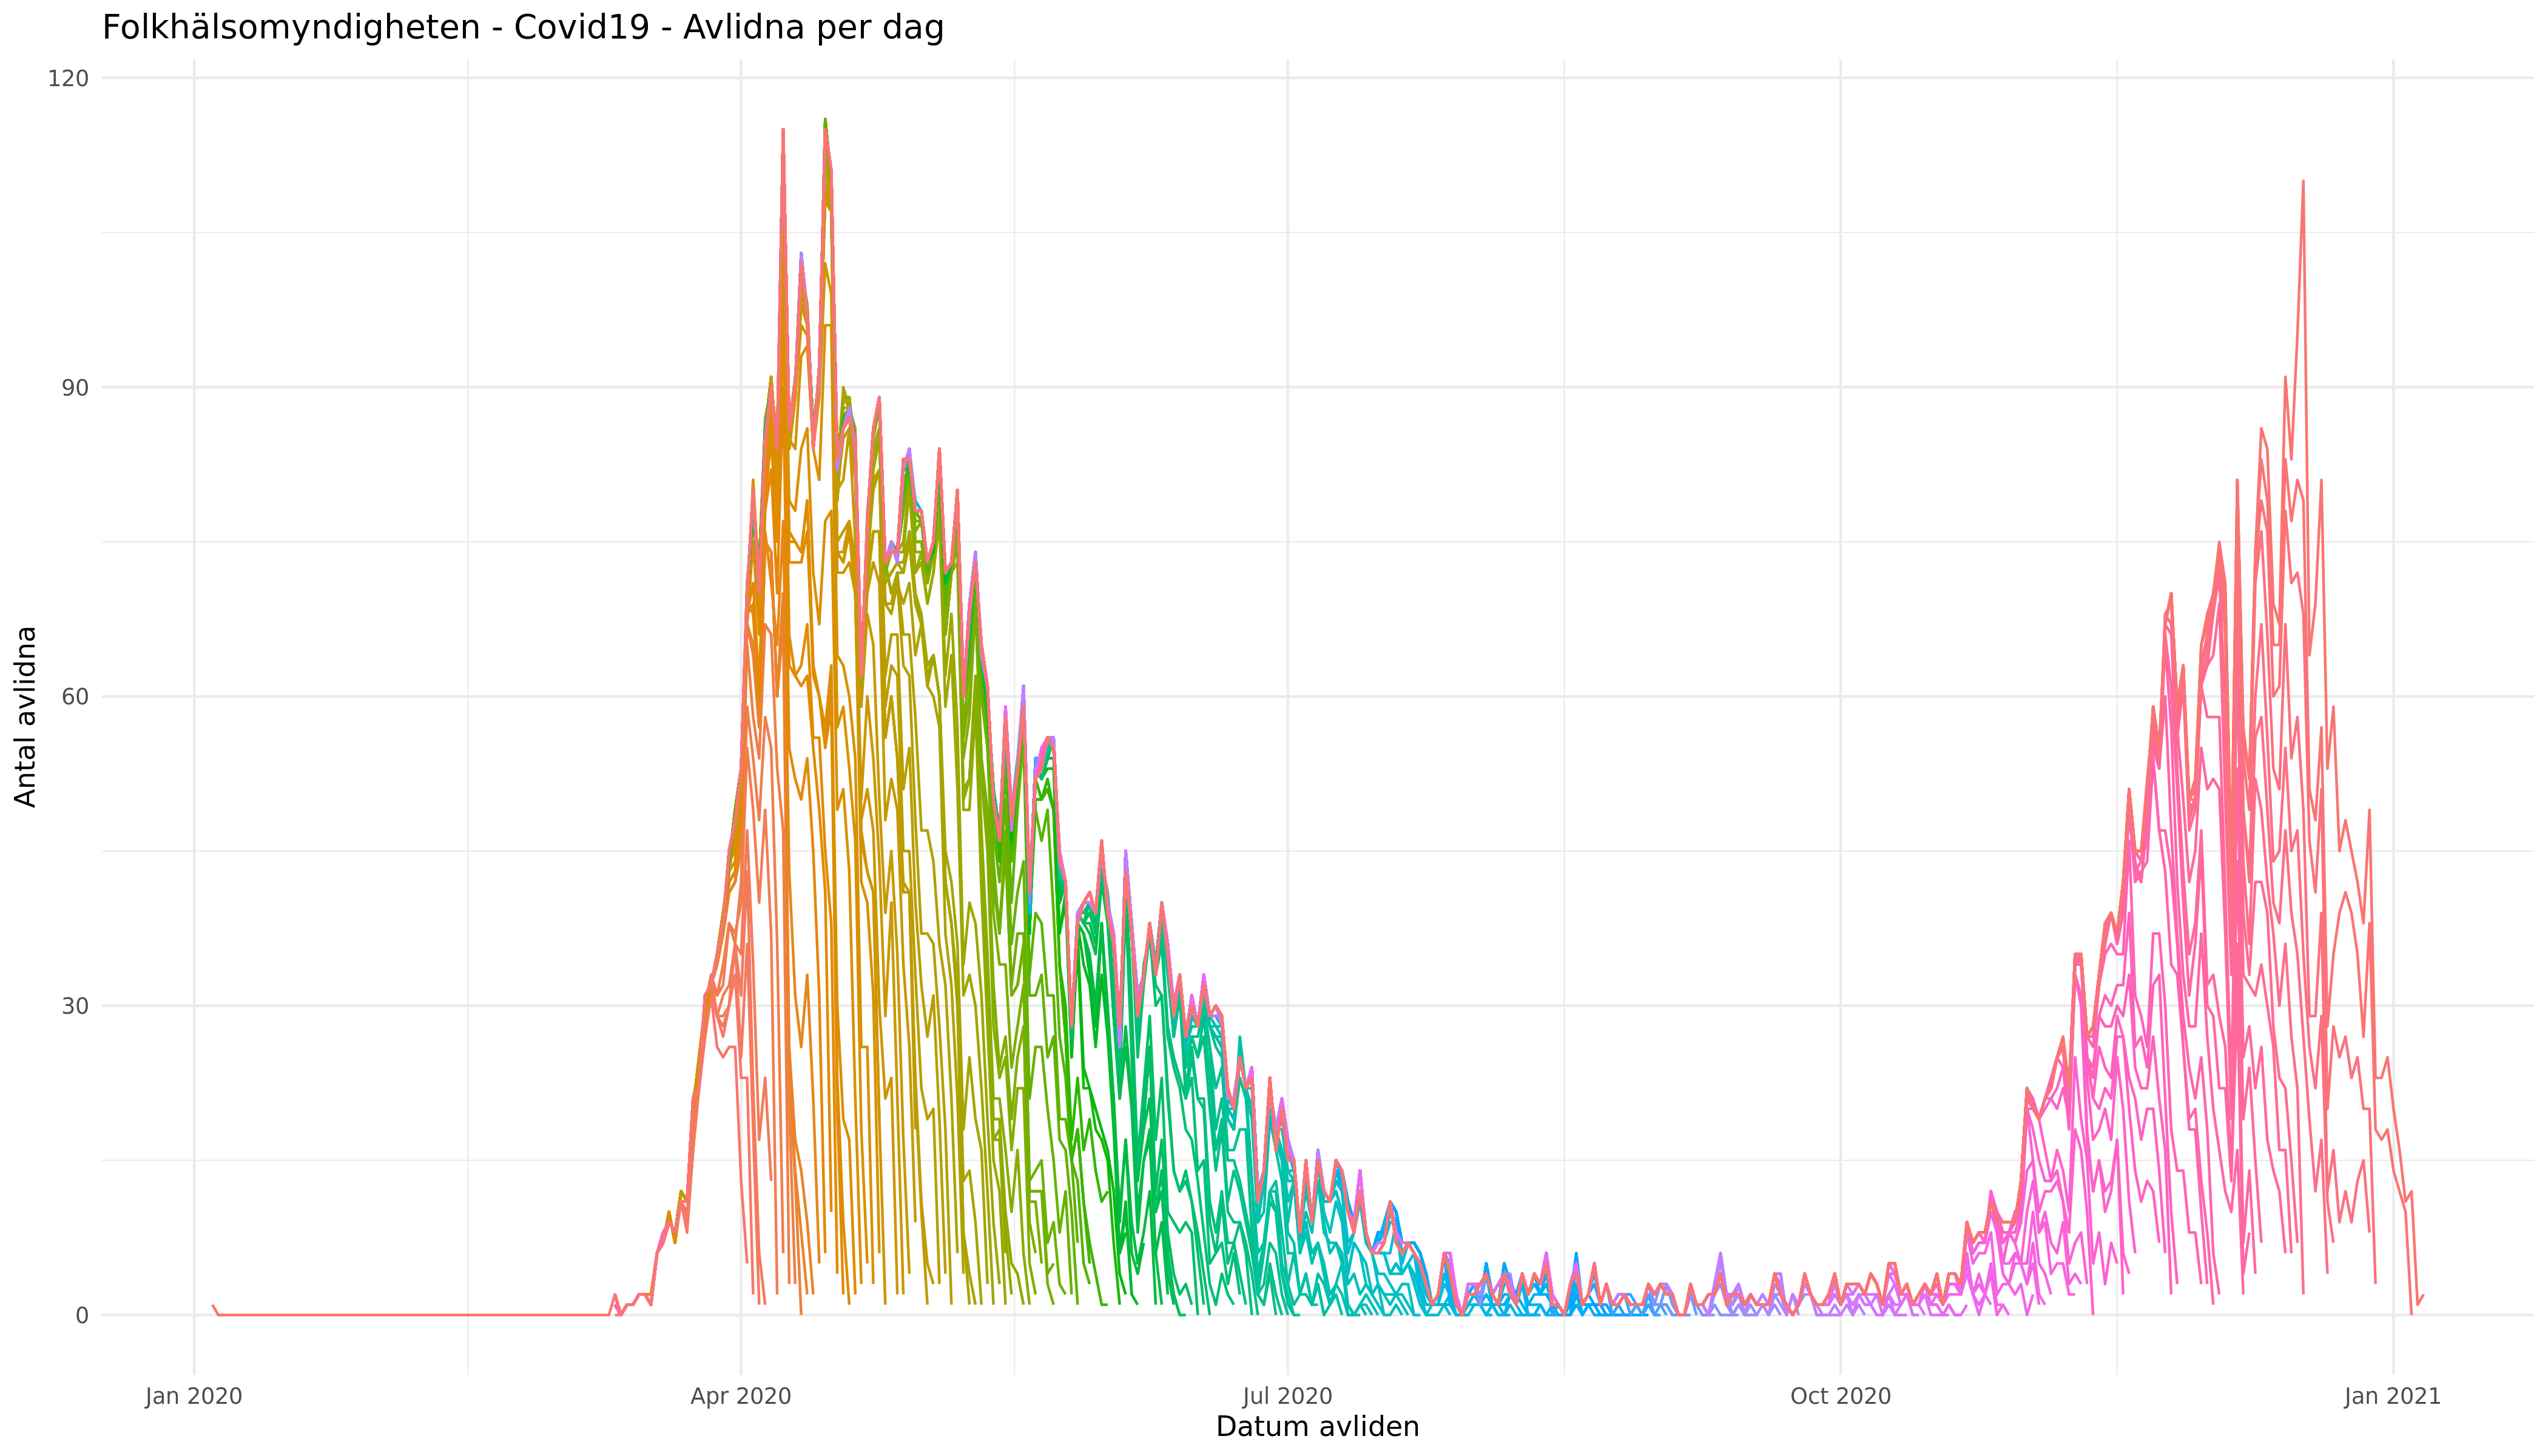 Folkhälsomyndigheten - Covid19 - Avlidna per dag
120
90
60
30
0
Antal avlidna
Jan 2020
Apr 2020
Jul 2020
Oct 2020
Jan 2021
Datum avliden